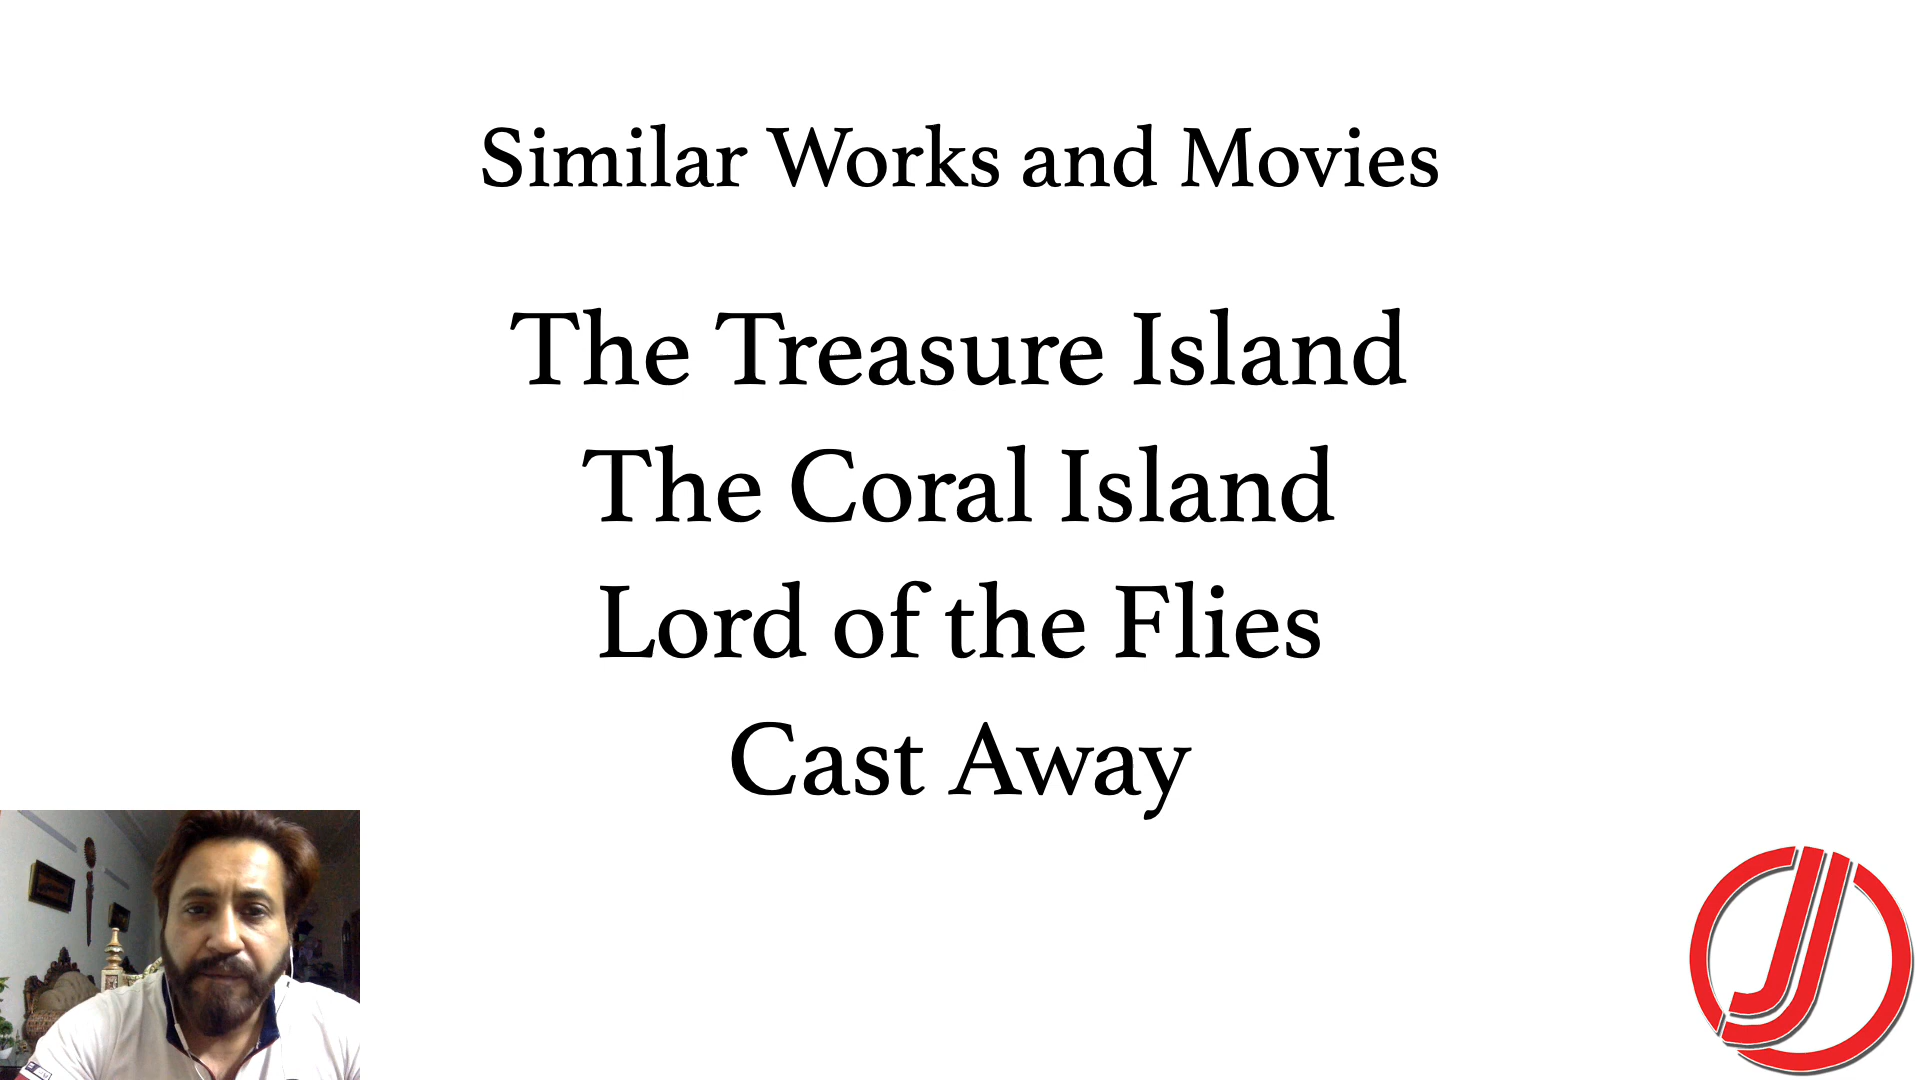 Similar Works and Movies
The Treasure Island
The Coral Island
Lord of the Flies
Cast Away